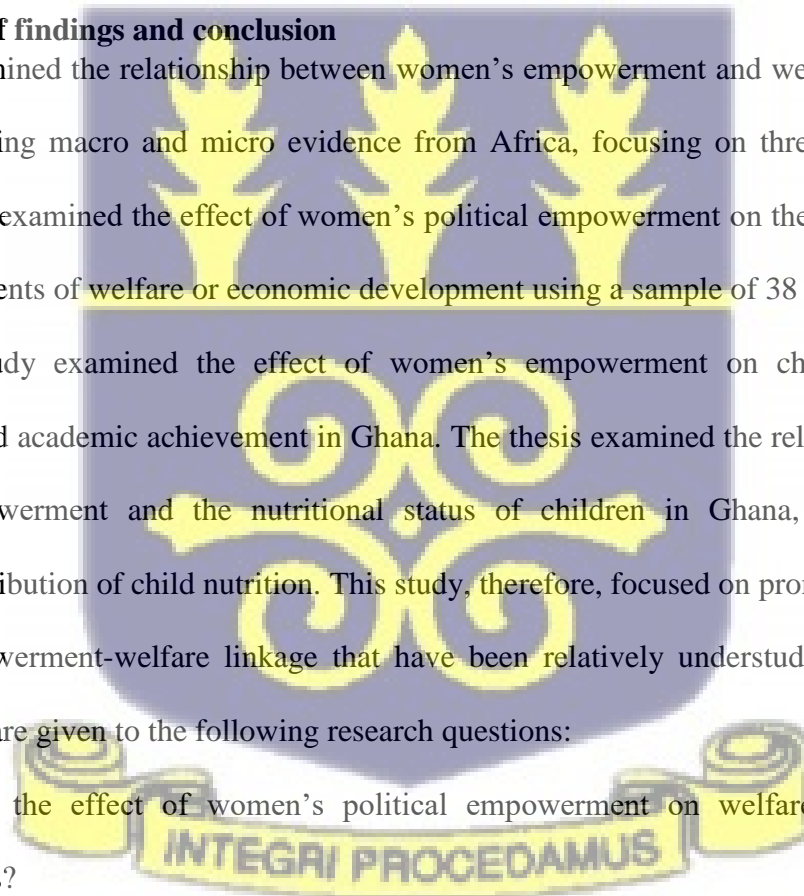 f findings and conclusion
ined the relationship between women's empowerment and we
ing macro and micro evidence from Africa, focusing on thre
examined the effect of women's political empowerment on the
ents of welfare or economic development using a sample of 38
dy examined the effect of women's empowerment on ch
d academic achievement in Ghana. The thesis examined the rel
werment and the nutritional status of children in Ghana,
ibution of child nutrition. This study, therefore, focused on pro
werment-welfare linkage that have been relatively understud
re given to the following research questions:
the effect of women's political empowerment on welfare
s?
INTEGRI PROCEDAMUS